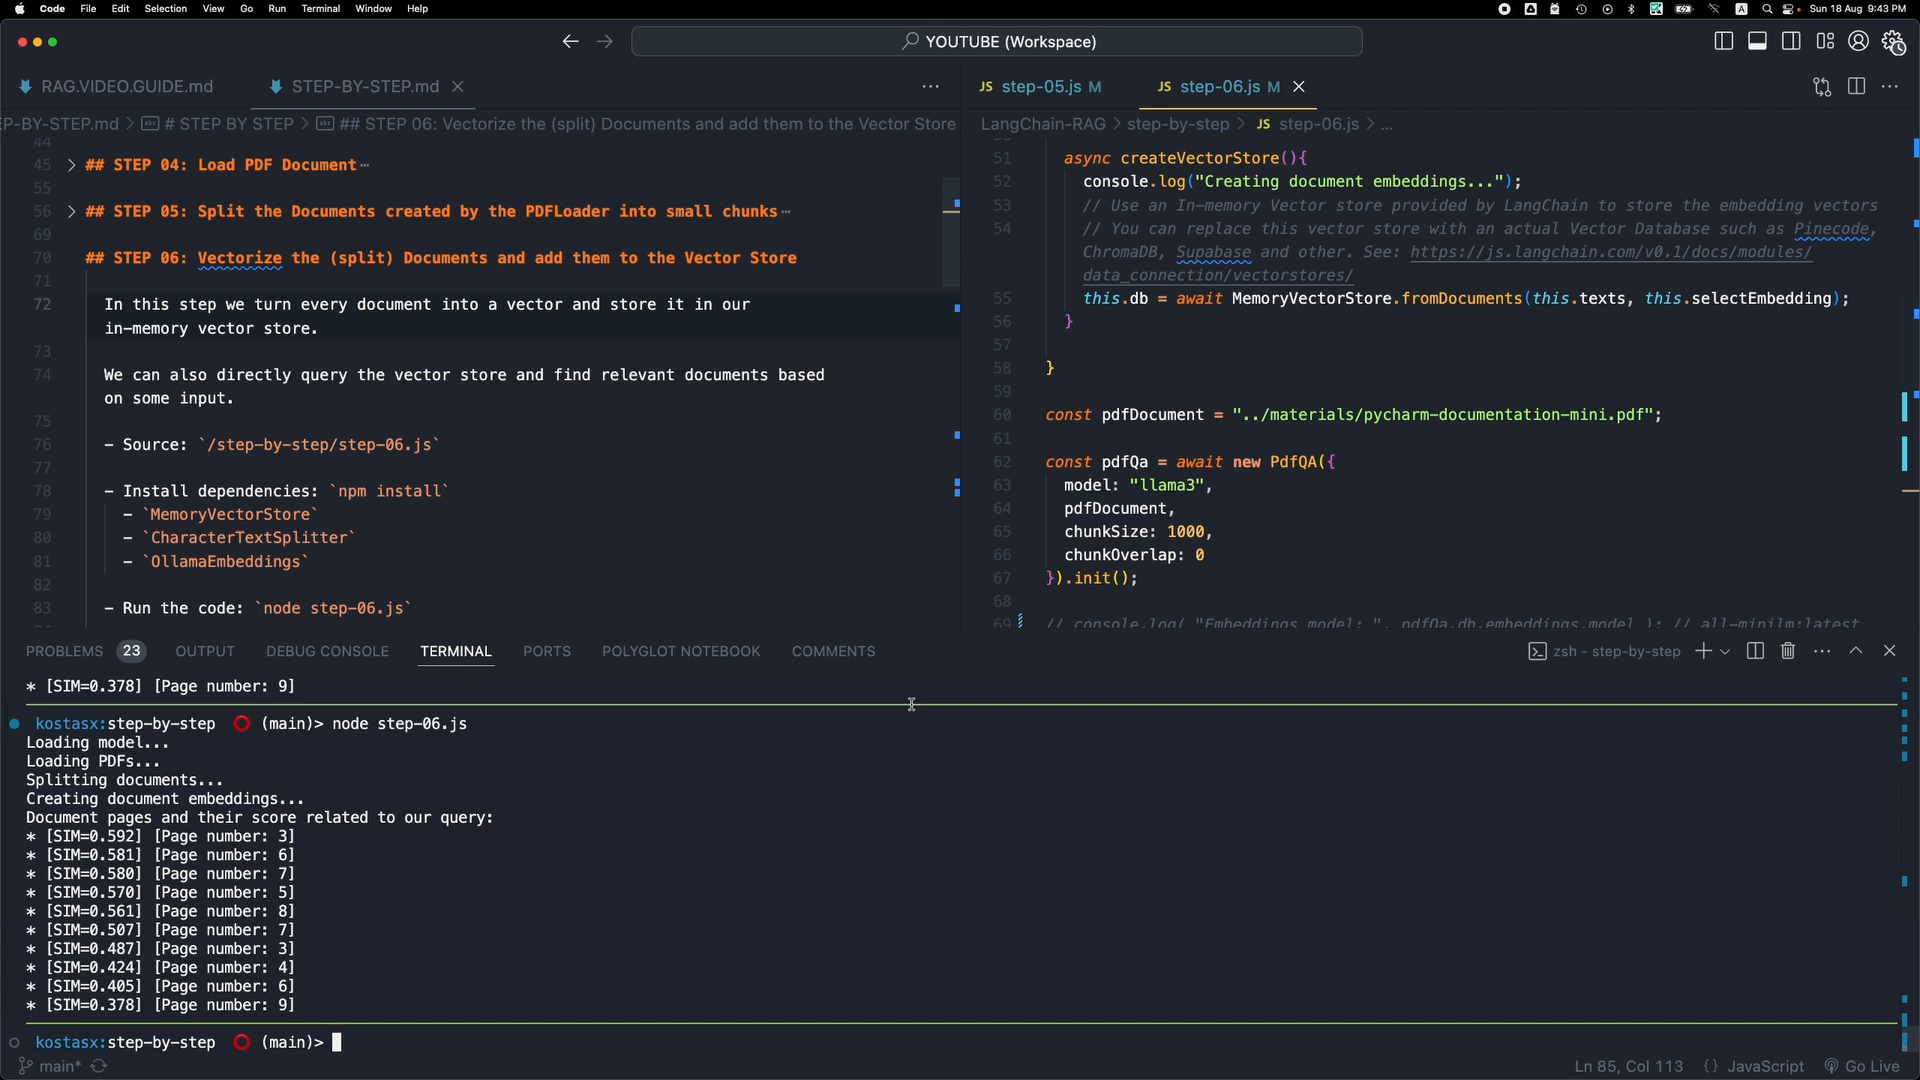 Code File Edit Selection View Go Run Terminal Window Help
A Sun 18 Aug 9:43 PM
YOUTUBE (Workspace)
RAG.VIDEO.GUIDE.md STEP-BY-STEP.md
P-BY-STEP.md > # STEP BY STEP > ## STEP 06: Vectorize the (split) Documents and add them to the Vector Store
44
45 > ## STEP 04: Load PDF Document…
55
56 > ## STEP 05: Split the Documents created by the PDFLoader into small chunks…
69
70 ## STEP 06: Vectorize the (split) Documents and add them to the Vector Store
71
72 In this step we turn every document into a vector and store it in our
in-memory vector store.
73
74 We can also directly query the vector store and find relevant documents based
on some input.
75
76 - Source: `/step-by-step/step-06.js`
77
78 - Install dependencies: `npm install`
79 - `MemoryVectorStore`
80 - `CharacterTextSplitter`
81 - `OllamaEmbeddings`
82
83 - Run the code: `node step-06.js`
JS step-05.js M JS step-06.js M
LangChain-RAG > step-by-step > JS step-06.js > ...
51 async createVectorStore(){
52 console.log("Creating document embeddings...");
53 // Use an In-memory Vector store provided by LangChain to store the embedding vectors
54 // You can replace this vector store with an actual Vector Database such as Pinecode,
ChromaDB, Supabase and other. See: https://js.langchain.com/v0.1/docs/modules/
data_connection/vectorstores/
55 this.db = await MemoryVectorStore.fromDocuments(this.texts, this.selectEmbedding);
56 }
57
58 }
59
60 const pdfDocument = "../materials/pycharm-documentation-mini.pdf";
61
62 const pdfQa = await new PdfQA({
63 model: "llama3",
64 pdfDocument,
65 chunkSize: 1000,
66 chunkOverlap: 0
67 }).init();
68
69 // console.log( "Embeddings model: ", pdfQa.db.embeddings.model ); // all-minilm:latest
PROBLEMS 23 OUTPUT DEBUG CONSOLE TERMINAL PORTS POLYGLOT NOTEBOOK COMMENTS
zsh - step-by-step
* [SIM=0.378] [Page number: 9]
kostasx:step-by-step (main)> node step-06.js
Loading model...
Loading PDFs...
Splitting documents...
Creating document embeddings...
Document pages and their score related to our query:
* [SIM=0.592] [Page number: 3]
* [SIM=0.581] [Page number: 6]
* [SIM=0.580] [Page number: 7]
* [SIM=0.570] [Page number: 5]
* [SIM=0.561] [Page number: 8]
* [SIM=0.507] [Page number: 7]
* [SIM=0.487] [Page number: 3]
* [SIM=0.424] [Page number: 4]
* [SIM=0.405] [Page number: 6]
* [SIM=0.378] [Page number: 9]
kostasx:step-by-step (main)>
main* Ln 85, Col 113 {} JavaScript Go Live